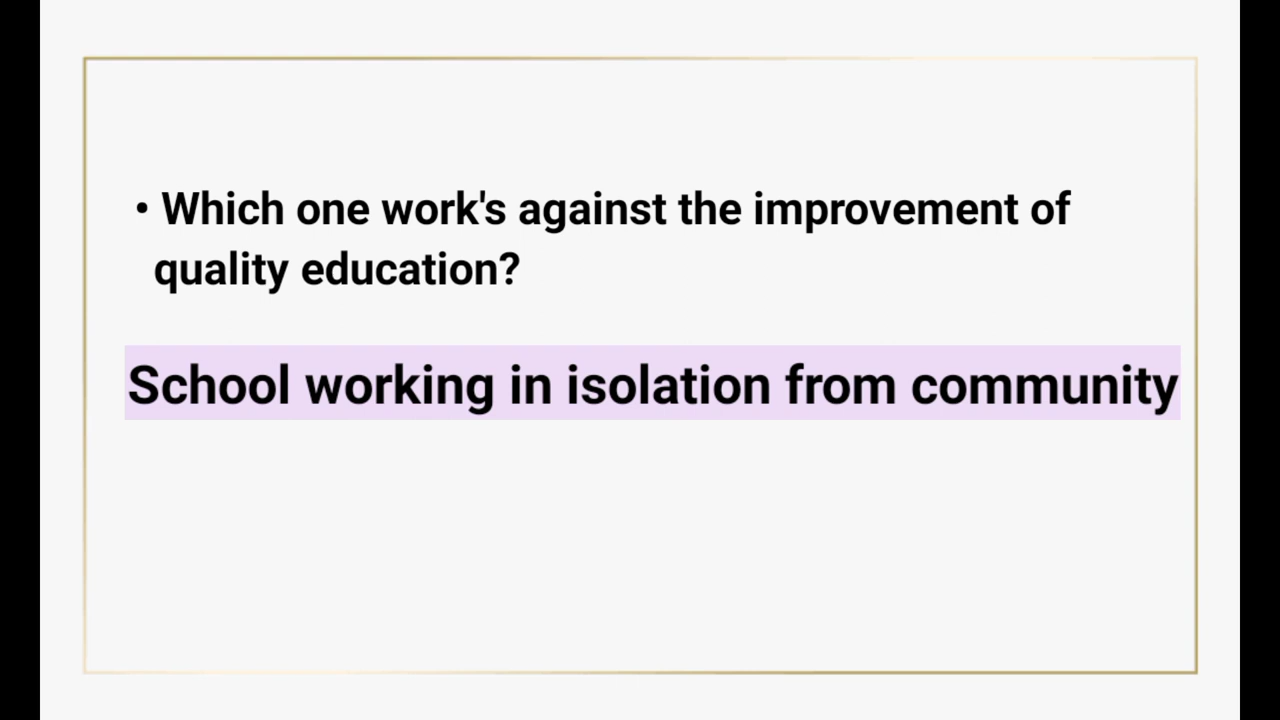 • Which one work's against the improvement of
quality education?
School working in isolation from community